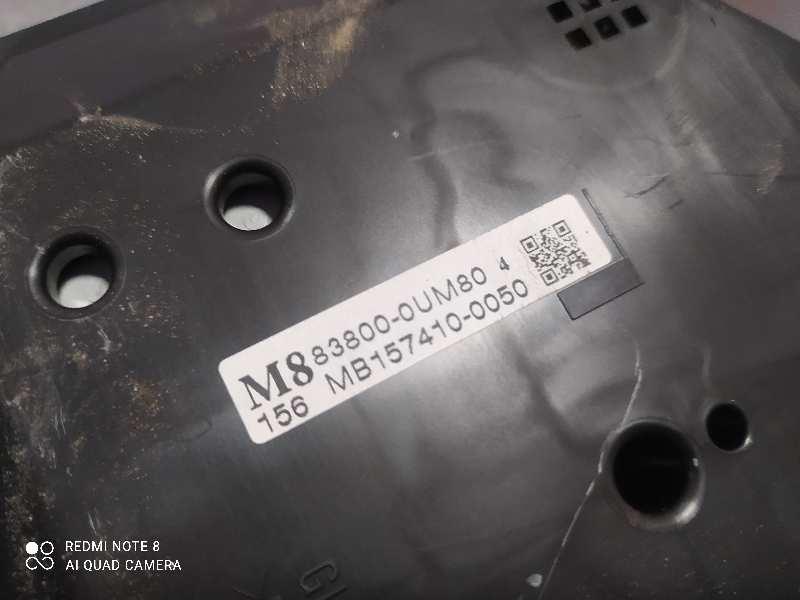 M8 83800-0UM80 4
156 MB157410-0050
REDMI NOTE 8
AI QUAD CAMERA